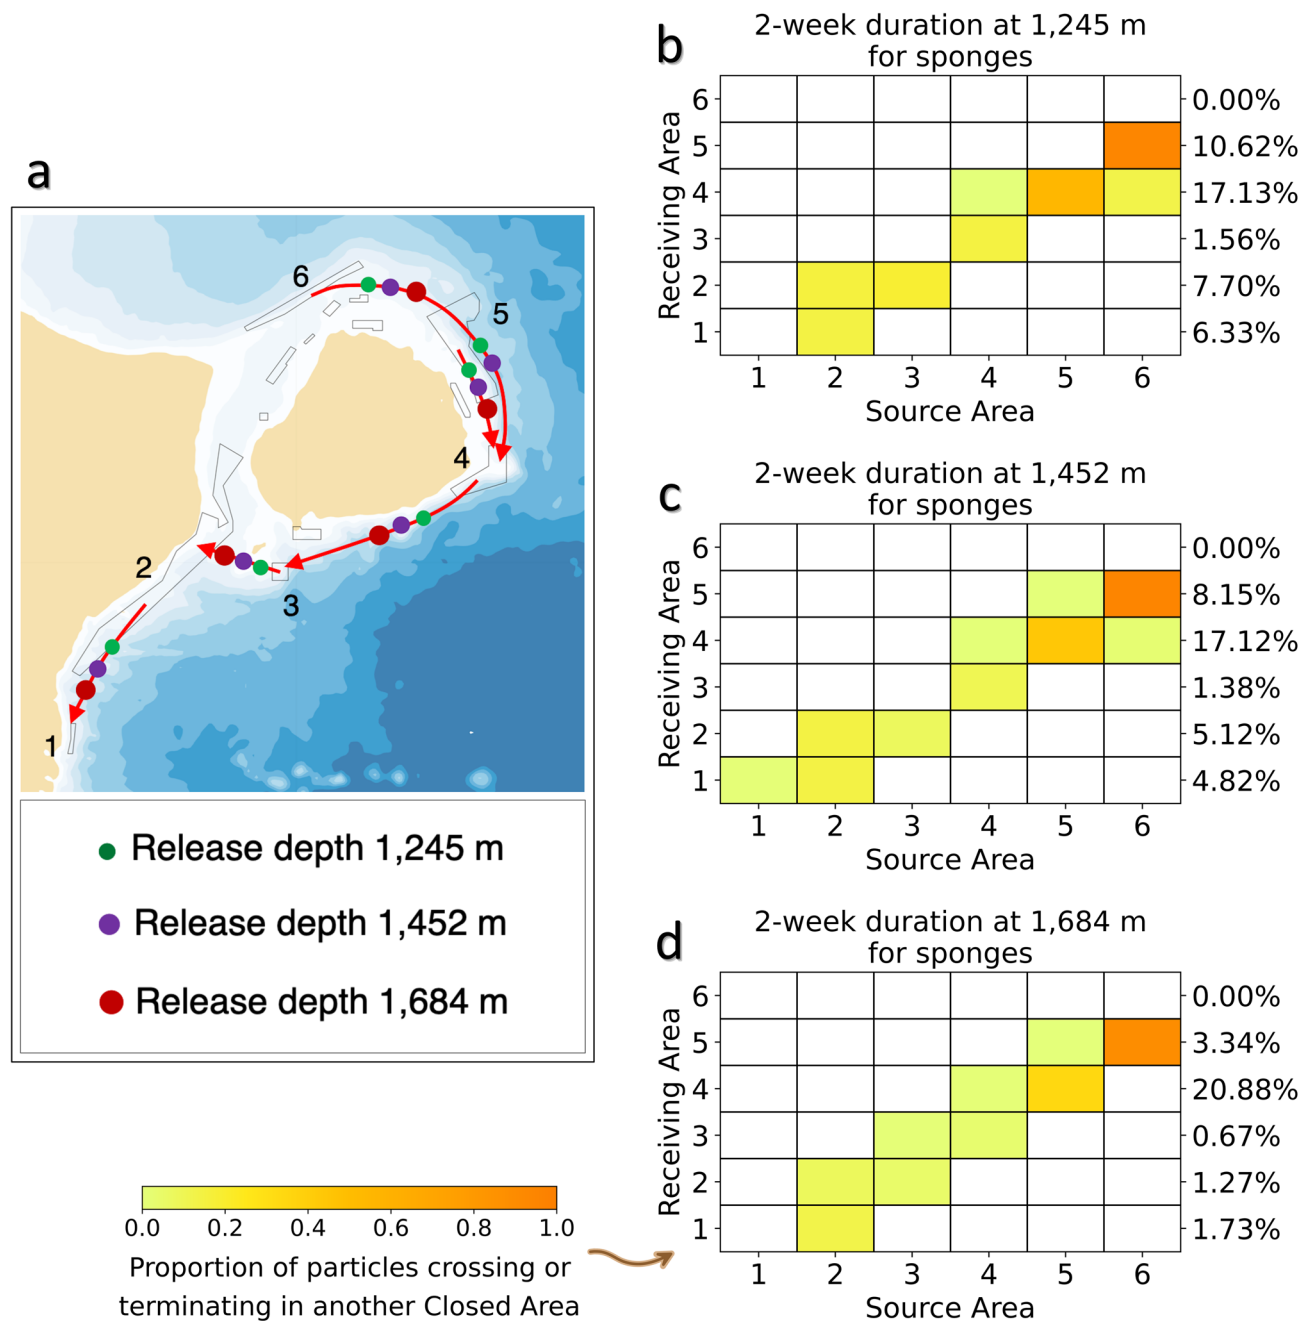 a
6
5
4
2
3
1
Release depth 1,245 m
Release depth 1,452 m
Release depth 1,684 m
0.0 0.2 0.4 0.6 0.8 1.0
Proportion of particles crossing or
terminating in another Closed Area
b
2-week duration at 1,245 m
for sponges
Receiving Area
6 0.00%
5 10.62%
4 17.13%
3 1.56%
2 7.70%
1 6.33%
1 2 3 4 5 6
Source Area
c
2-week duration at 1,452 m
for sponges
Receiving Area
6 0.00%
5 8.15%
4 17.12%
3 1.38%
2 5.12%
1 4.82%
1 2 3 4 5 6
Source Area
d
2-week duration at 1,684 m
for sponges
Receiving Area
6 0.00%
5 3.34%
4 20.88%
3 0.67%
2 1.27%
1 1.73%
1 2 3 4 5 6
Source Area